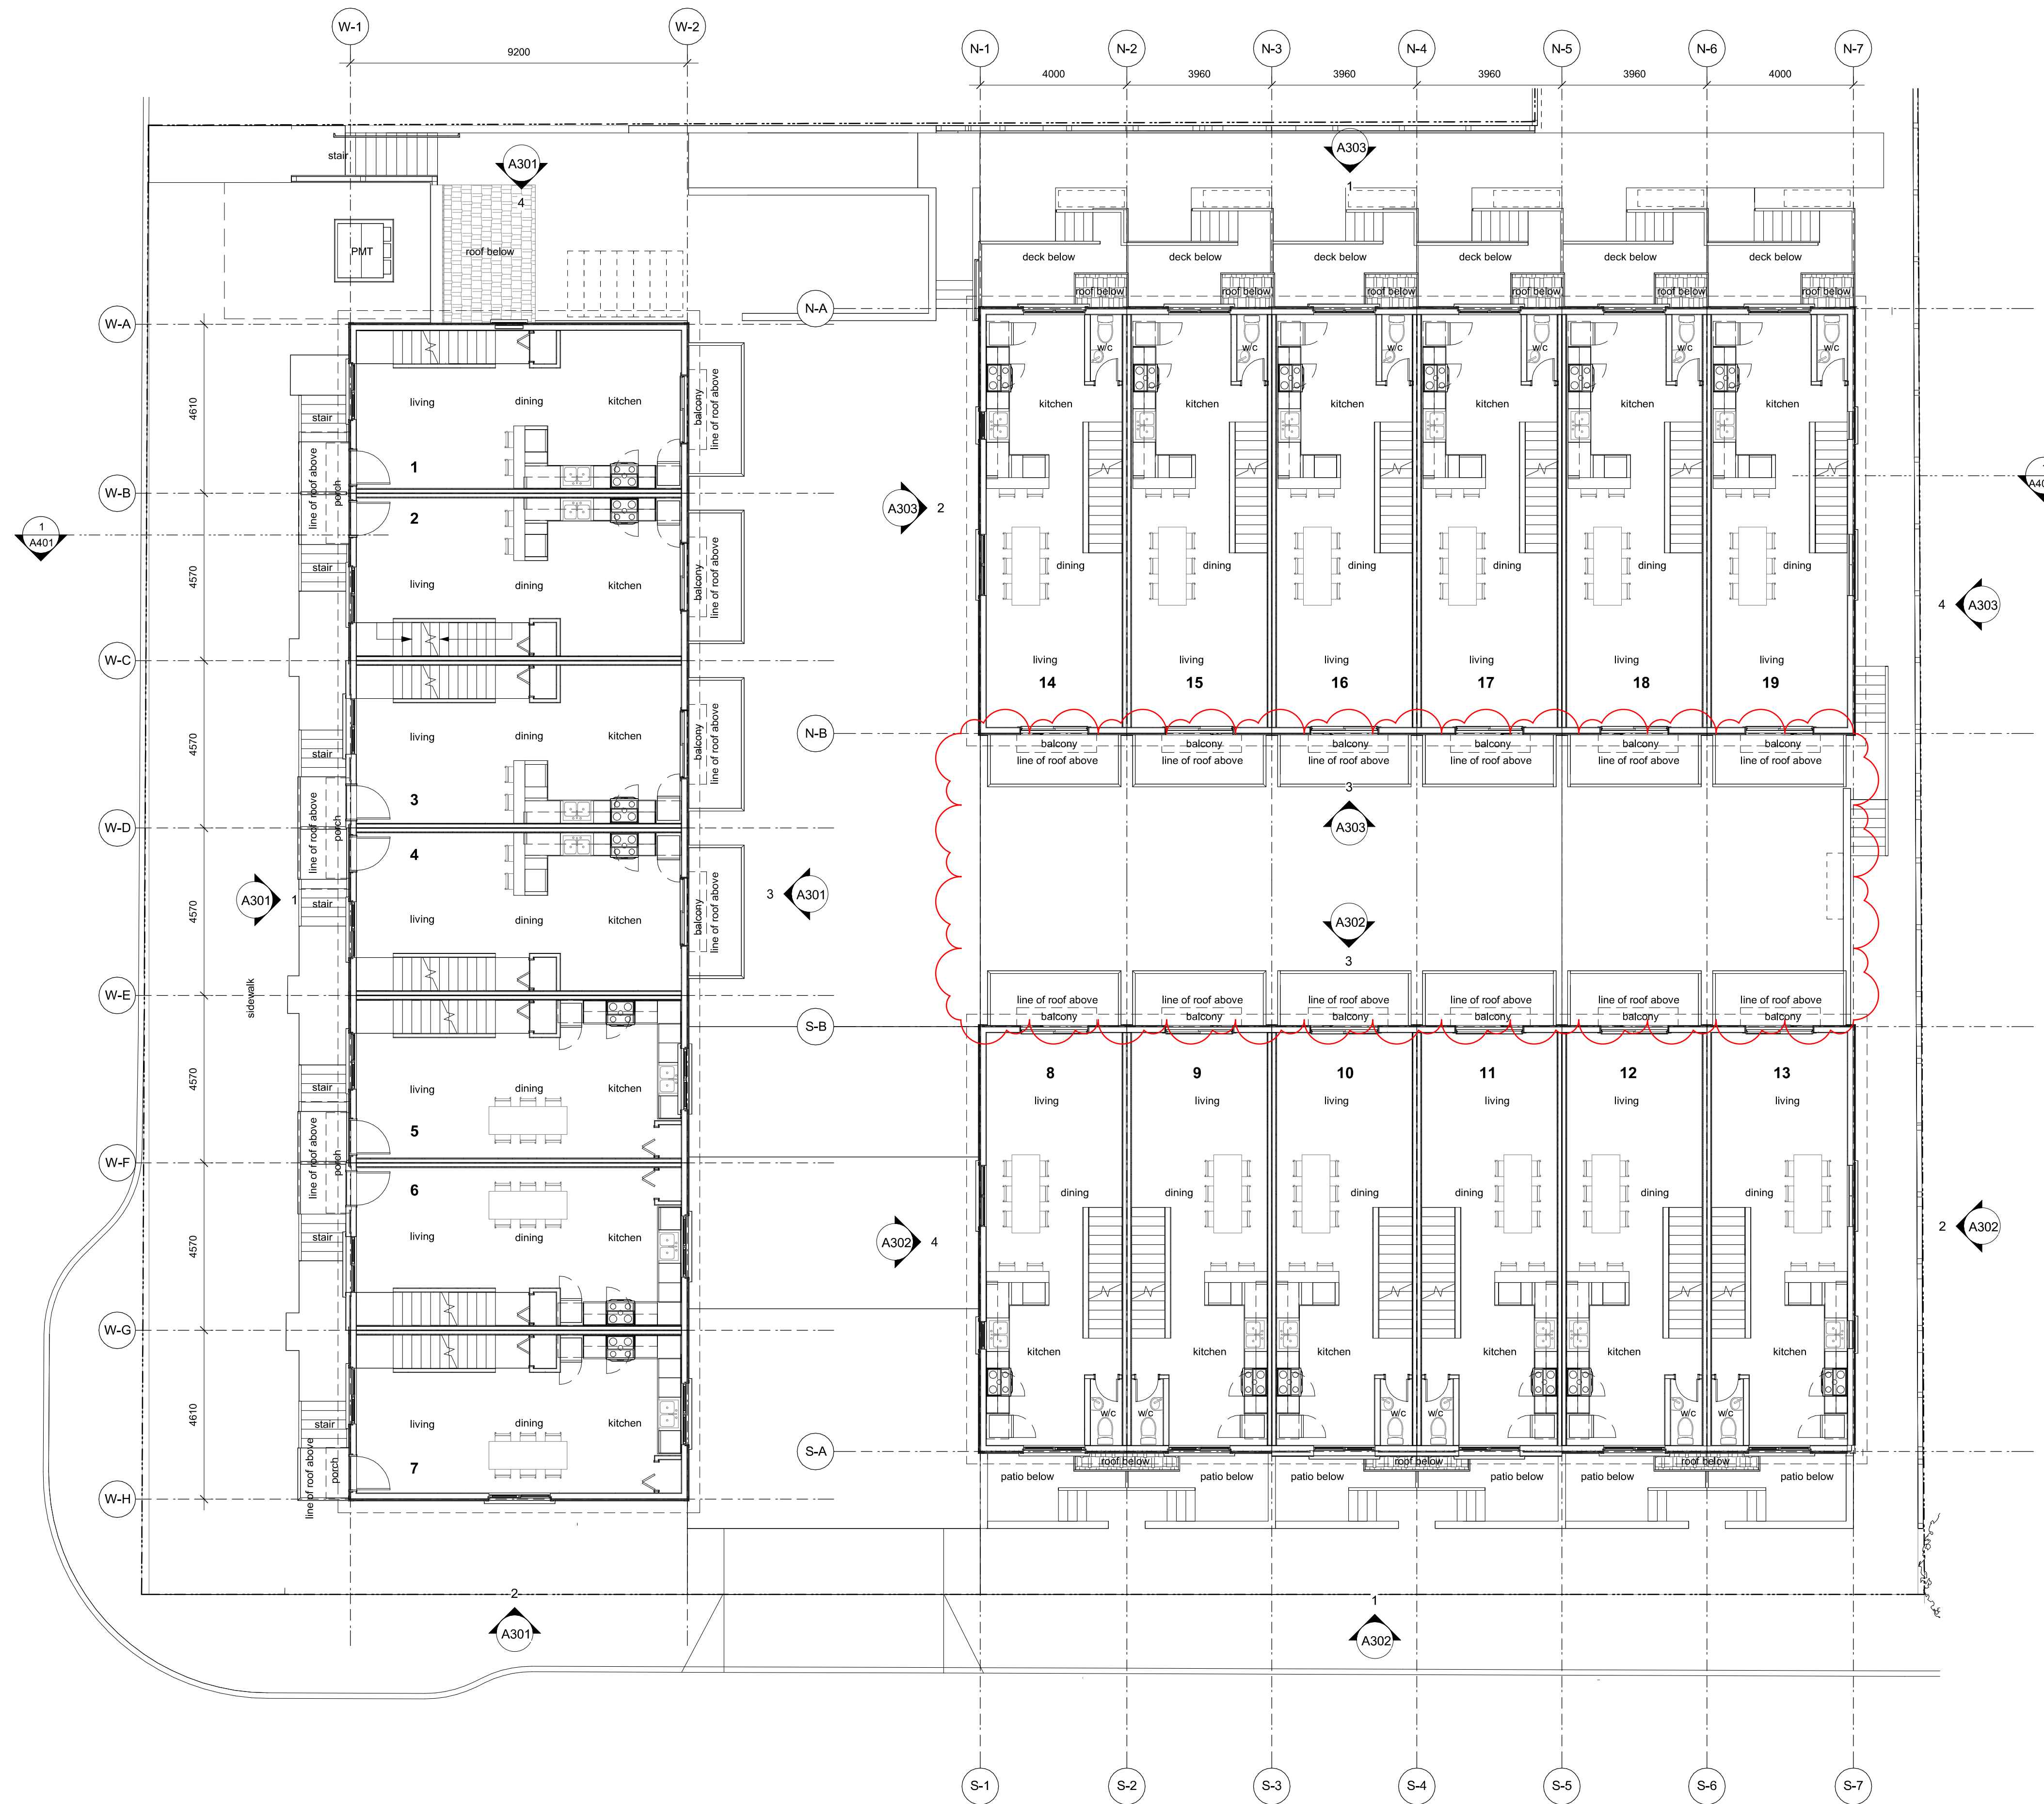 W-1
W-2
N-1
N-2
N-3
N-4
N-5
N-6
N-7
9200
4000
3960
3960
3960
3960
4000
stair
A301
4
A303
1
PMT
roof below
deck below
deck below
deck below
deck below
deck below
deck below
roof below
roof below
roof below
roof below
roof below
roof below
W-A
N-A
w/c
w/c
w/c
w/c
w/c
w/c
4610
stair
living
dining
kitchen
balcony
line of roof above
kitchen
kitchen
kitchen
kitchen
kitchen
kitchen
1
line of roof above
porch
W-B
2
A303
2
1
A401
stair
living
dining
kitchen
balcony
line of roof above
4570
dining
dining
dining
dining
dining
dining
4
A303
W-C
living
living
living
living
living
living
14
15
16
17
18
19
4570
stair
living
dining
kitchen
balcony
line of roof above
N-B
balcony
balcony
balcony
balcony
balcony
balcony
line of roof above
line of roof above
line of roof above
line of roof above
line of roof above
line of roof above
3
A303
3
line of roof above
porch
W-D
4
A301
1
stair
living
dining
kitchen
balcony
line of roof above
3
A301
4570
A302
3
sidewalk
W-E
S-B
line of roof above
line of roof above
line of roof above
line of roof above
line of roof above
line of roof above
balcony
balcony
balcony
balcony
balcony
balcony
4570
stair
living
dining
kitchen
8
9
10
11
12
13
living
living
living
living
living
living
5
line of roof above
porch
W-F
6
dining
dining
dining
dining
dining
dining
4570
stair
living
dining
kitchen
A302
4
2
A302
W-G
kitchen
kitchen
kitchen
kitchen
kitchen
kitchen
4610
stair
living
dining
kitchen
w/c
w/c
w/c
w/c
w/c
w/c
7
line of roof above
porch
W-H
S-A
roof below
roof below
roof below
patio below
patio below
patio below
patio below
patio below
patio below
2
A301
1
A302
S-1
S-2
S-3
S-4
S-5
S-6
S-7